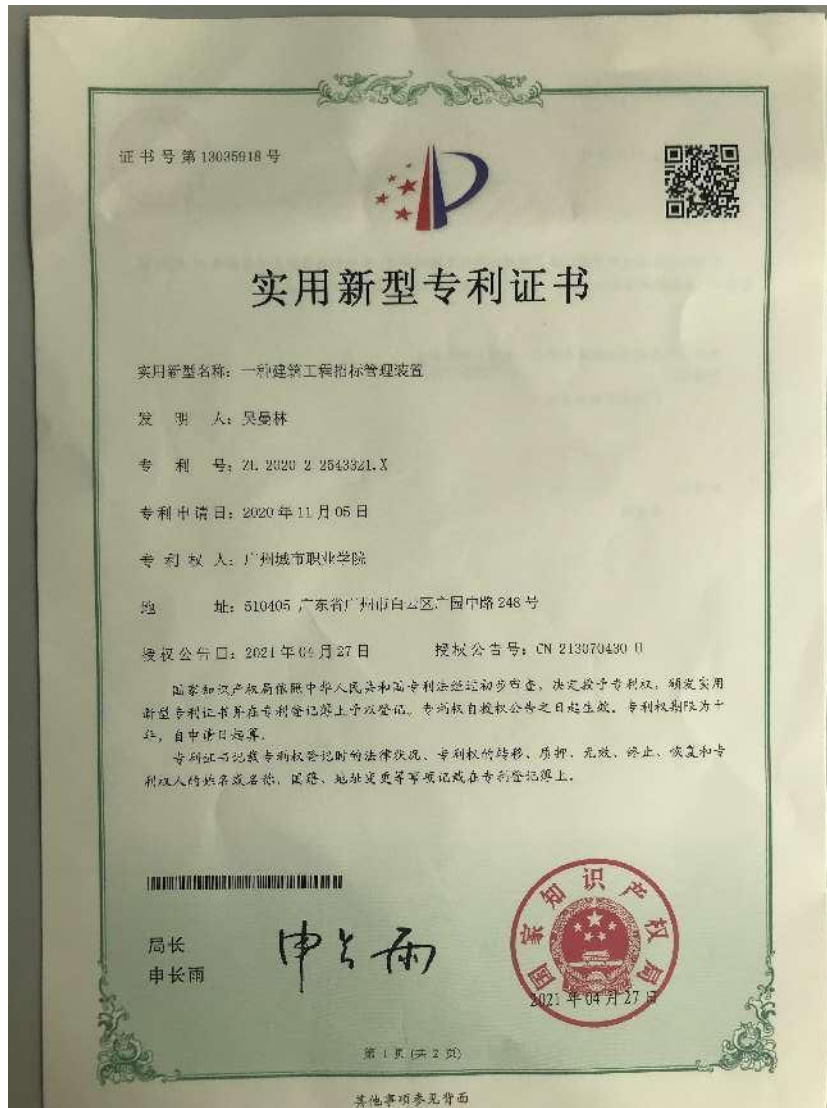 证书号第13035918号
实用新型专利证书
实用新型名称：一种建筑工程招标管理装置
发 明 人：吴曼林
专 利 号：ZL 2020 2 2543321.X
专利申请日：2020年11月05日
专 利 权 人：广州城市职业学院
地 址：510405 广东省广州市白云区广园中路248号
授权公告日：2021年04月27日 授权公告号：CN 213070430 U
国家知识产权局依照中华人民共和国专利法经过初步审查，决定授予专利权，颁发实用
新型专利证书并在专利登记簿上予以登记。专利权自授权公告之日起生效。专利权期限为十
年，自申请日起算。
专利证书记载专利权登记时的法律状况。专利权的转移、质押、无效、终止、恢复和专
利权人的姓名或名称、国籍、地址变更等事项记载在专利登记簿上。
局长
申长雨
申长雨
国家知识产权局
2021年04月27日
第1页(共2页)
其他事项参见背面